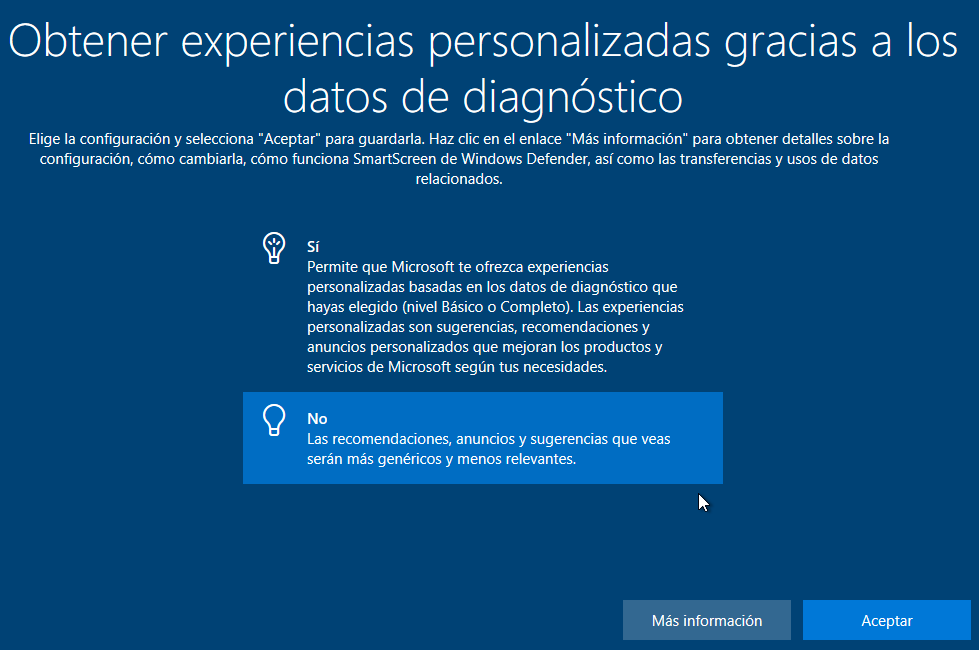 Obtener experiencias personalizadas gracias a los
datos de diagnóstico
Elige la configuración y selecciona "Aceptar" para guardarla. Haz clic en el enlace "Más información" para obtener detalles sobre la
configuración, cómo cambiarla, cómo funciona SmartScreen de Windows Defender, así como las transferencias y usos de datos
relacionados.
Sí
Permite que Microsoft te ofrezca experiencias
personalizadas basadas en los datos de diagnóstico que
hayas elegido (nivel Básico o Completo). Las experiencias
personalizadas son sugerencias, recomendaciones y
anuncios personalizados que mejoran los productos y
servicios de Microsoft según tus necesidades.
No
Las recomendaciones, anuncios y sugerencias que veas
serán más genéricos y menos relevantes.
Más información
Aceptar